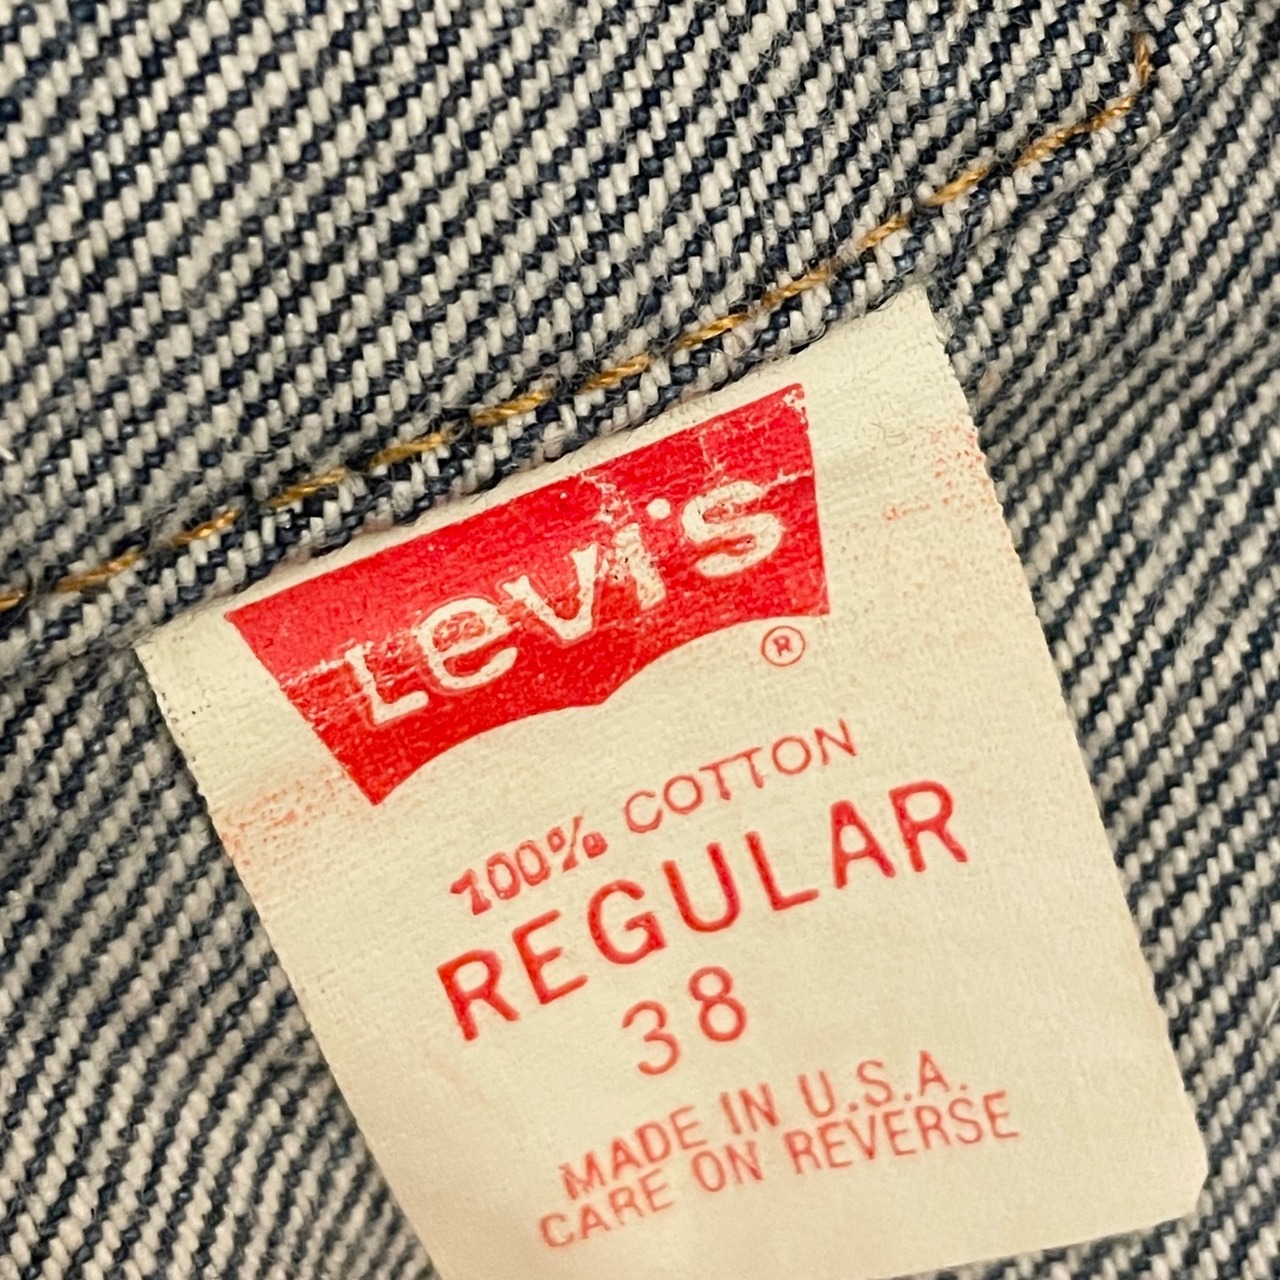 Levi's
®
100% COTTON
REGULAR
38
MADE IN U.S.A.
CARE ON REVERSE